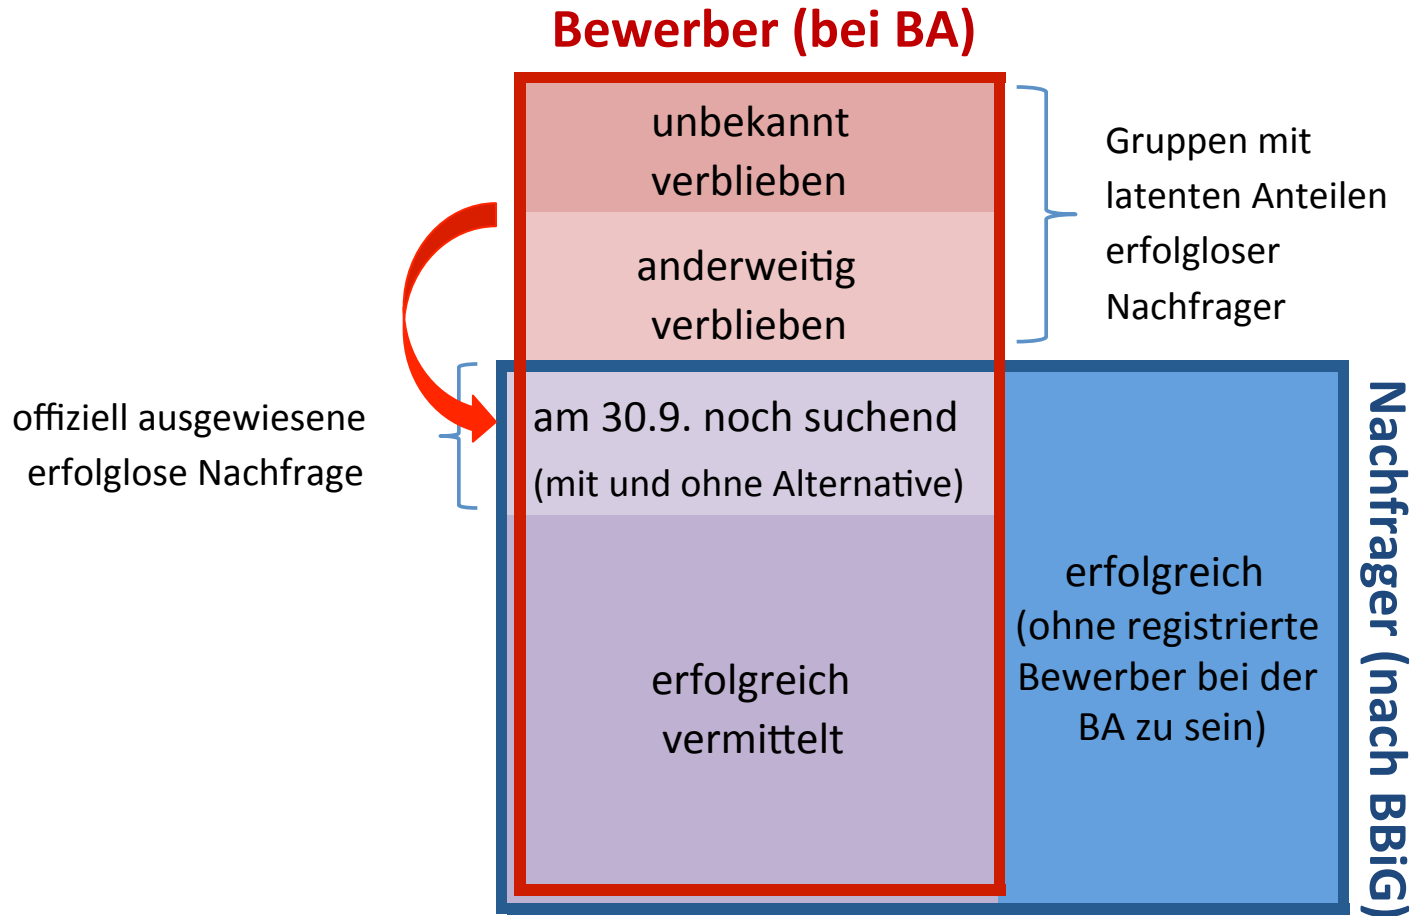 Bewerber (bei BA)
unbekannt
verblieben
Gruppen mit
latenten Anteilen
erfolgloser
Nachfrager
anderweitig
verblieben
offiziell ausgewiesene
erfolglose Nachfrage
am 30.9. noch suchend
(mit und ohne Alternative)
erfolgreich
vermittelt
erfolgreich
(ohne registrierte
Bewerber bei der
BA zu sein)
Nachfrager (nach BBiG)